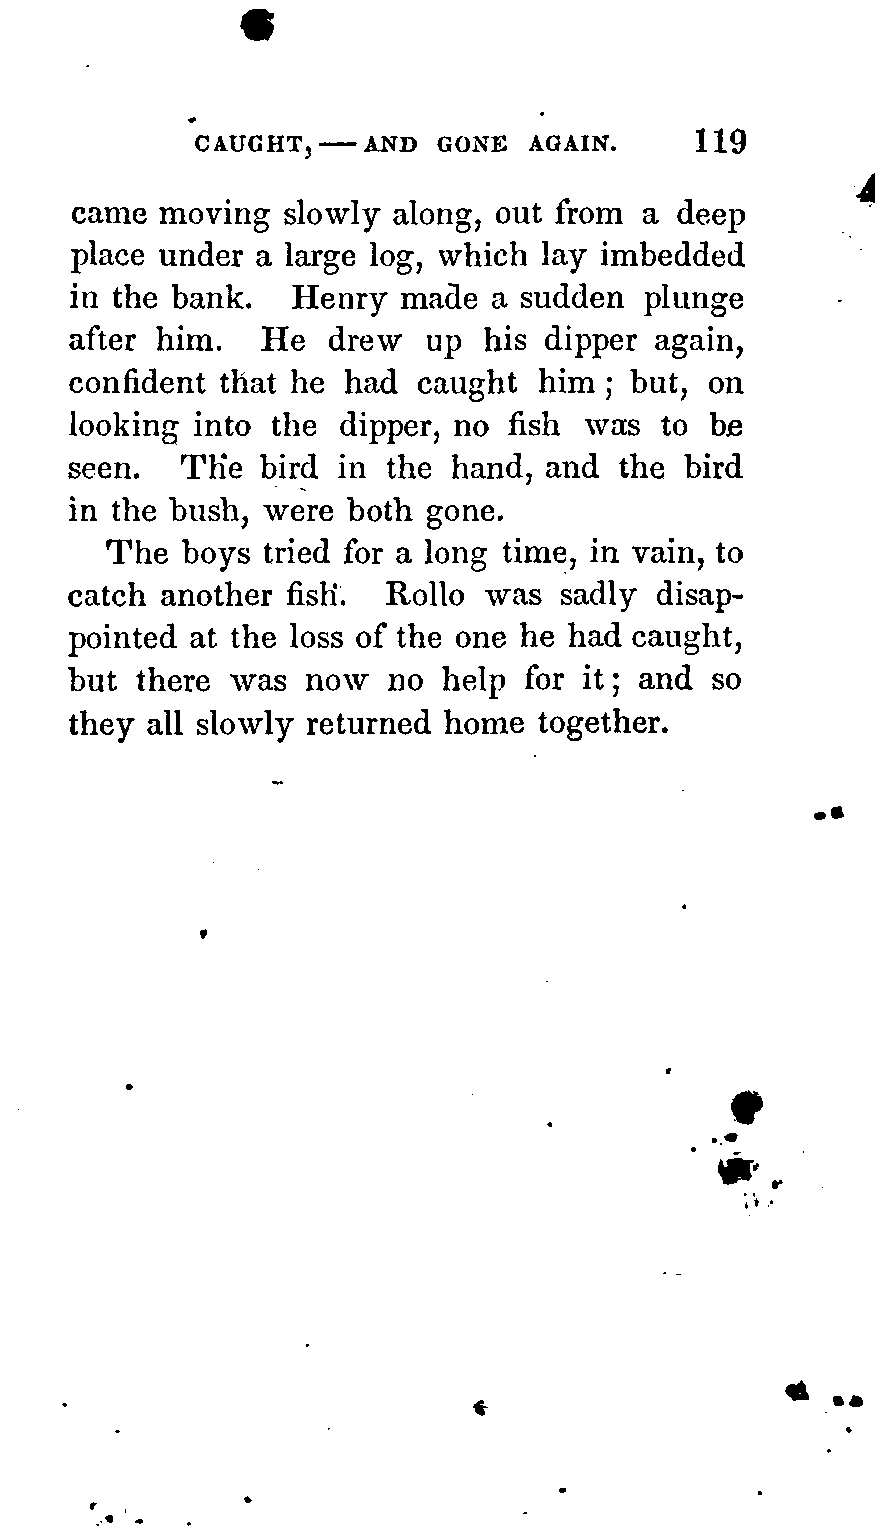 CAUGHT,—AND GONE AGAIN. 119
came moving slowly along, out from a deep
place under a large log, which lay imbedded
in the bank. Henry made a sudden plunge
after him. He drew up his dipper again,
confident that he had caught him; but, on
looking into the dipper, no fish was to be
seen. The bird in the hand, and the bird
in the bush, were both gone.
The boys tried for a long time, in vain, to
catch another fish. Rollo was sadly disap-
pointed at the loss of the one he had caught,
but there was now no help for it; and so
they all slowly returned home together.